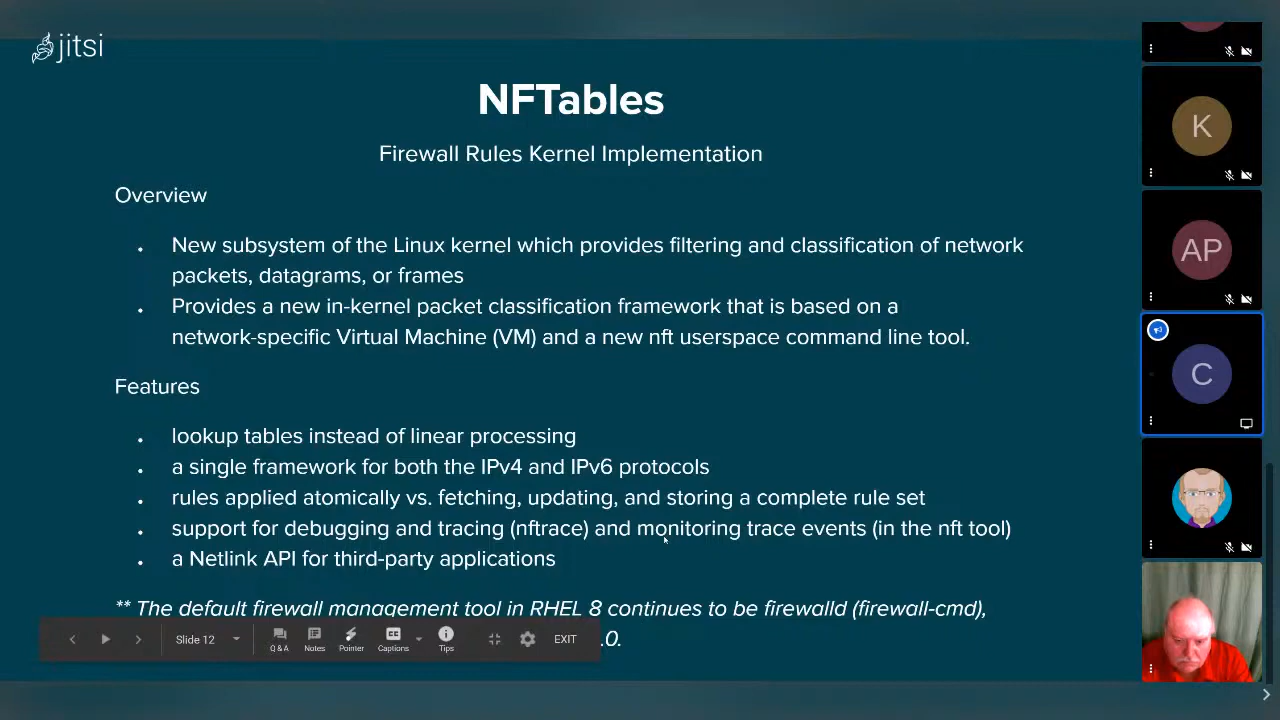 jitsi
NFTables
Firewall Rules Kernel Implementation
Overview
New subsystem of the Linux kernel which provides filtering and classification of network
packets, datagrams, or frames
Provides a new in-kernel packet classification framework that is based on a
network-specific Virtual Machine (VM) and a new nft userspace command line tool.
Features
lookup tables instead of linear processing
a single framework for both the IPv4 and IPv6 protocols
rules applied atomically vs. fetching, updating, and storing a complete rule set
support for debugging and tracing (nftrace) and monitoring trace events (in the nft tool)
a Netlink API for third-party applications
** The default firewall management tool in RHEL 8 continues to be firewalld (firewall-cmd),
.0.
Slide 12
Q & A
Notes
Pointer
Captions
CC
Tips
EXIT
K
AP
C